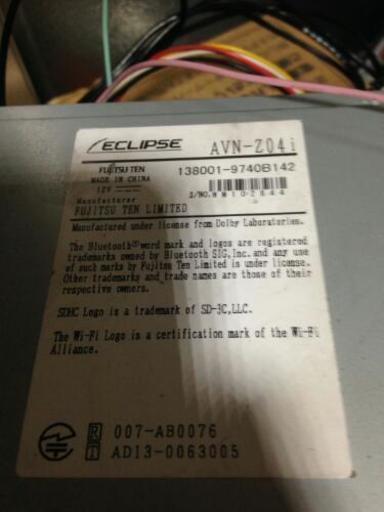 ECLIPSE AVN-Z04i
FUJITSU TEN 138001-9740B142
MADE IN CHINA
12V
Manufacturer
FUJITSU TEN LIMITED
Manufactured under license from Dolby Laboratories.
The Bluetooth® word mark and logos are registered
trademarks owned by Bluetooth SIG, Inc. and any use
of such marks by Fujitsu Ten Limited is under license.
Other trademarks and trade names are those of their
respective owners.
SDHC Logo is a trademark of SD-3C,LLC.
The Wi-Fi Logo is a certification mark of the Wi-Fi
Alliance.
R 007-AB0076
T AD13-0063005